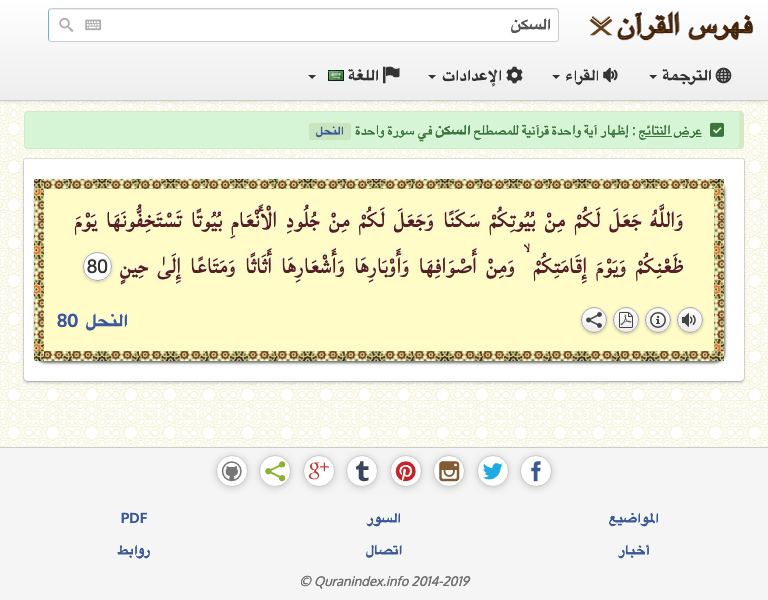 فهرس القرآن
السكن
الترجمة القراء الإعدادات اللغة
عرض النتائج : إظهار آية واحدة قرآنية للمصطلح السكن في سورة واحدة النحل
وَاللَّهُ جَعَلَ لَكُمْ مِنْ بُيُوتِكُمْ سَكَنًا وَجَعَلَ لَكُمْ مِنْ جُلُودِ الْأَنْعَامِ بُيُوتًا تَسْتَخِفُّونَهَا يَوْمَ
ظَعْنِكُمْ وَيَوْمَ إِقَامَتِكُمْ ۙ وَمِنْ أَصْوَافِهَا وَأَوْبَارِهَا وَأَشْعَارِهَا أَثَاثًا وَمَتَاعًا إِلَىٰ حِينٍ 80
النحل 80
المواضيع السور PDF
أخبار اتصال روابط
© Quranindex.info 2014-2019